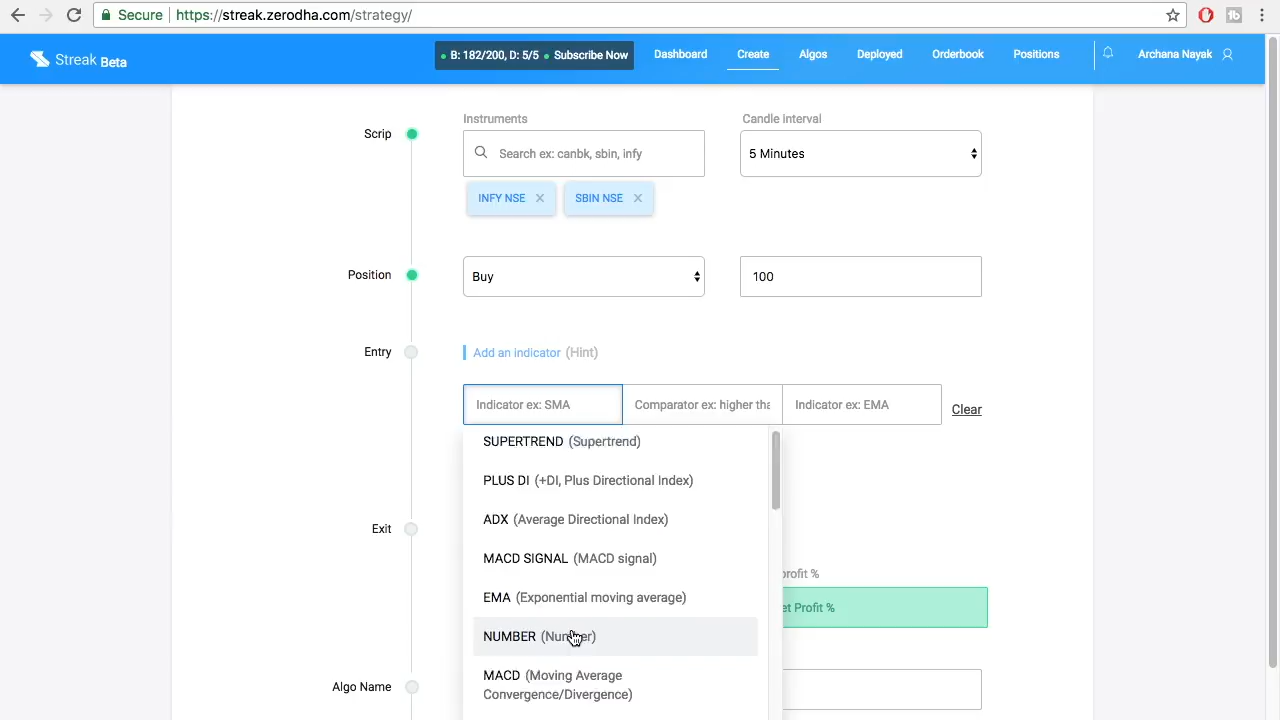 Secure https://streak.zerodha.com/strategy/
Streak Beta
B: 182/200, D: 5/5 Subscribe Now
Dashboard
Create
Algos
Deployed
Orderbook
Positions
Archana Nayak
Scrip
Instruments
Candle interval
Search ex: canbk, sbin, infy
5 Minutes
INFY NSE
SBIN NSE
Position
Buy
100
Entry
Add an indicator (Hint)
Indicator ex: SMA
Comparator ex: higher tha
Indicator ex: EMA
Clear
SUPERTREND (Supertrend)
PLUS DI (+DI, Plus Directional Index)
ADX (Average Directional Index)
MACD SIGNAL (MACD signal)
EMA (Exponential moving average)
NUMBER (Number)
MACD (Moving Average
Convergence/Divergence)
Exit
profit %
et Profit %
Algo Name